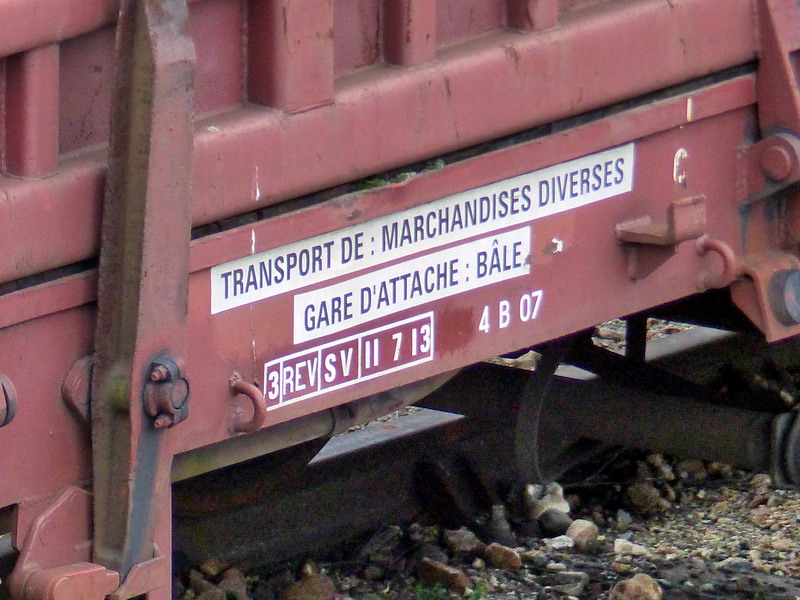 TRANSPORT DE : MARCHANDISES DIVERSES
GARE D'ATTACHE : BÂLE
3 REV SV 11 7 13 4 B 07
C